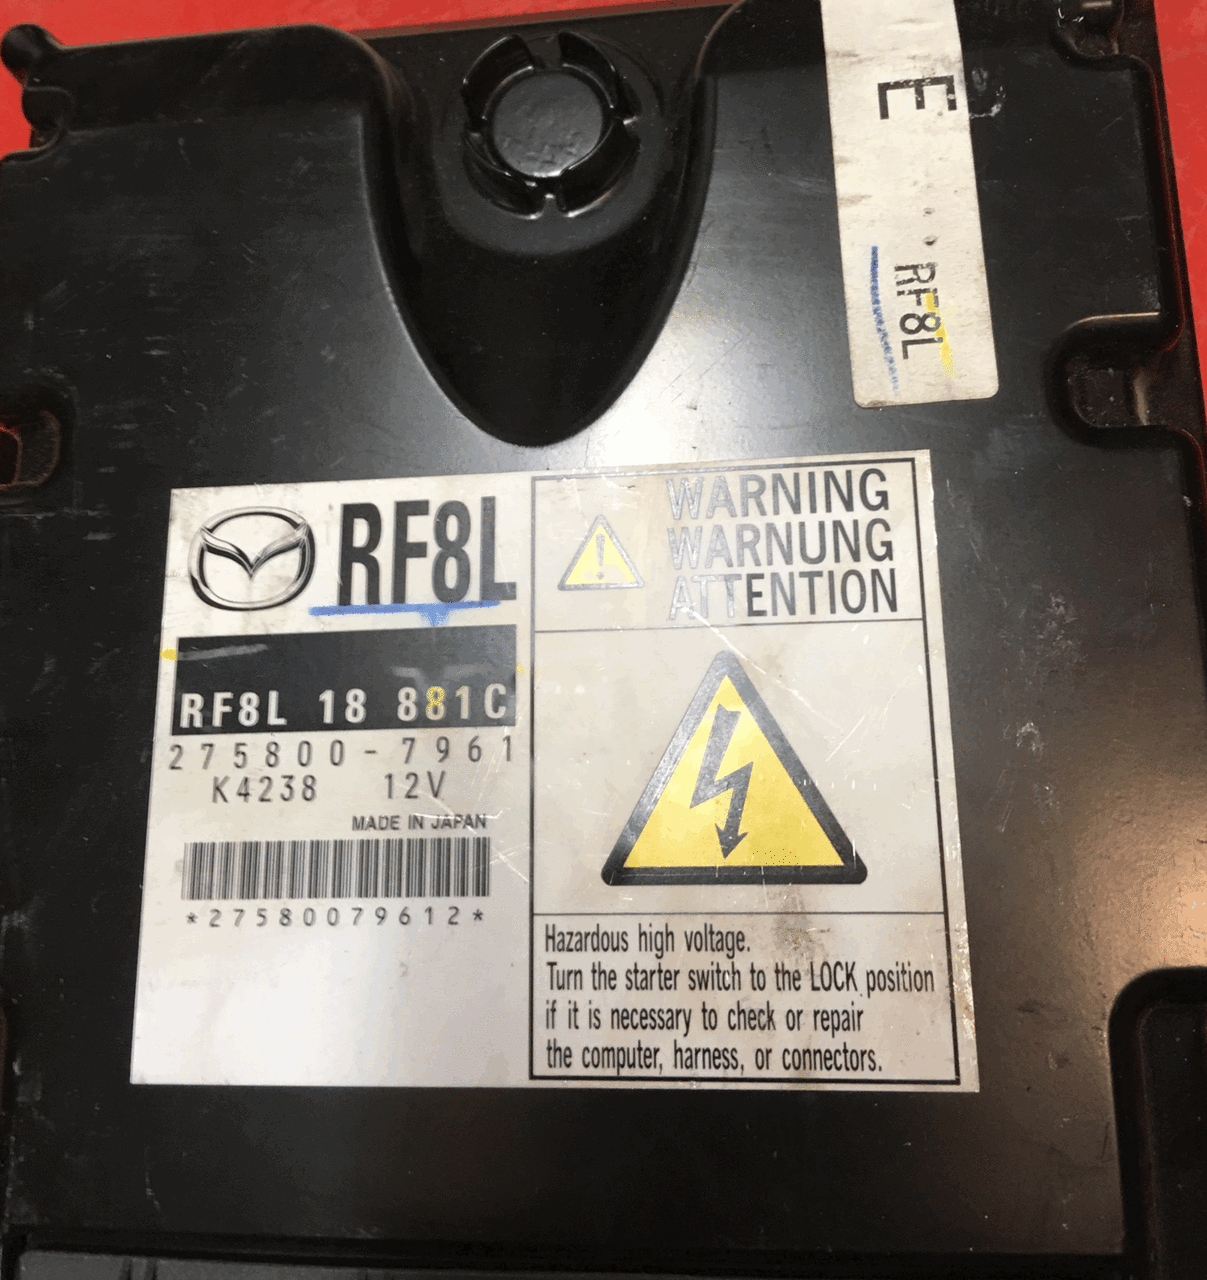 E
RF8L
RF8L
RF8L 18 881C
275800-7961
K4238 12V
MADE IN JAPAN
*27580079612*
WARNING
WARNUNG
ATTENTION
Hazardous high voltage.
Turn the starter switch to the LOCK position
if it is necessary to check or repair
the computer, harness, or connectors.